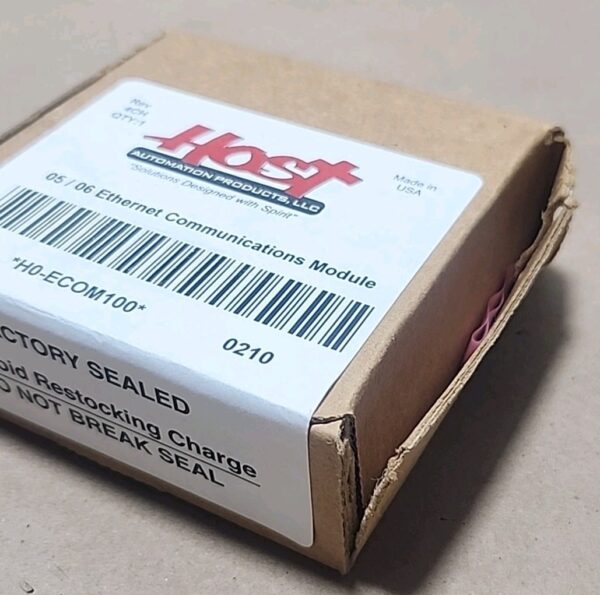 Rev
4CH
QTY:1
Host
AUTOMATION PRODUCTS, LLC
"Solutions Designed with Spirit"
Made in
USA
05 / 06 Ethernet Communications Module
*H0-ECOM100*
0210
CTORY SEALED
oid Restocking Charge
O NOT BREAK SEAL